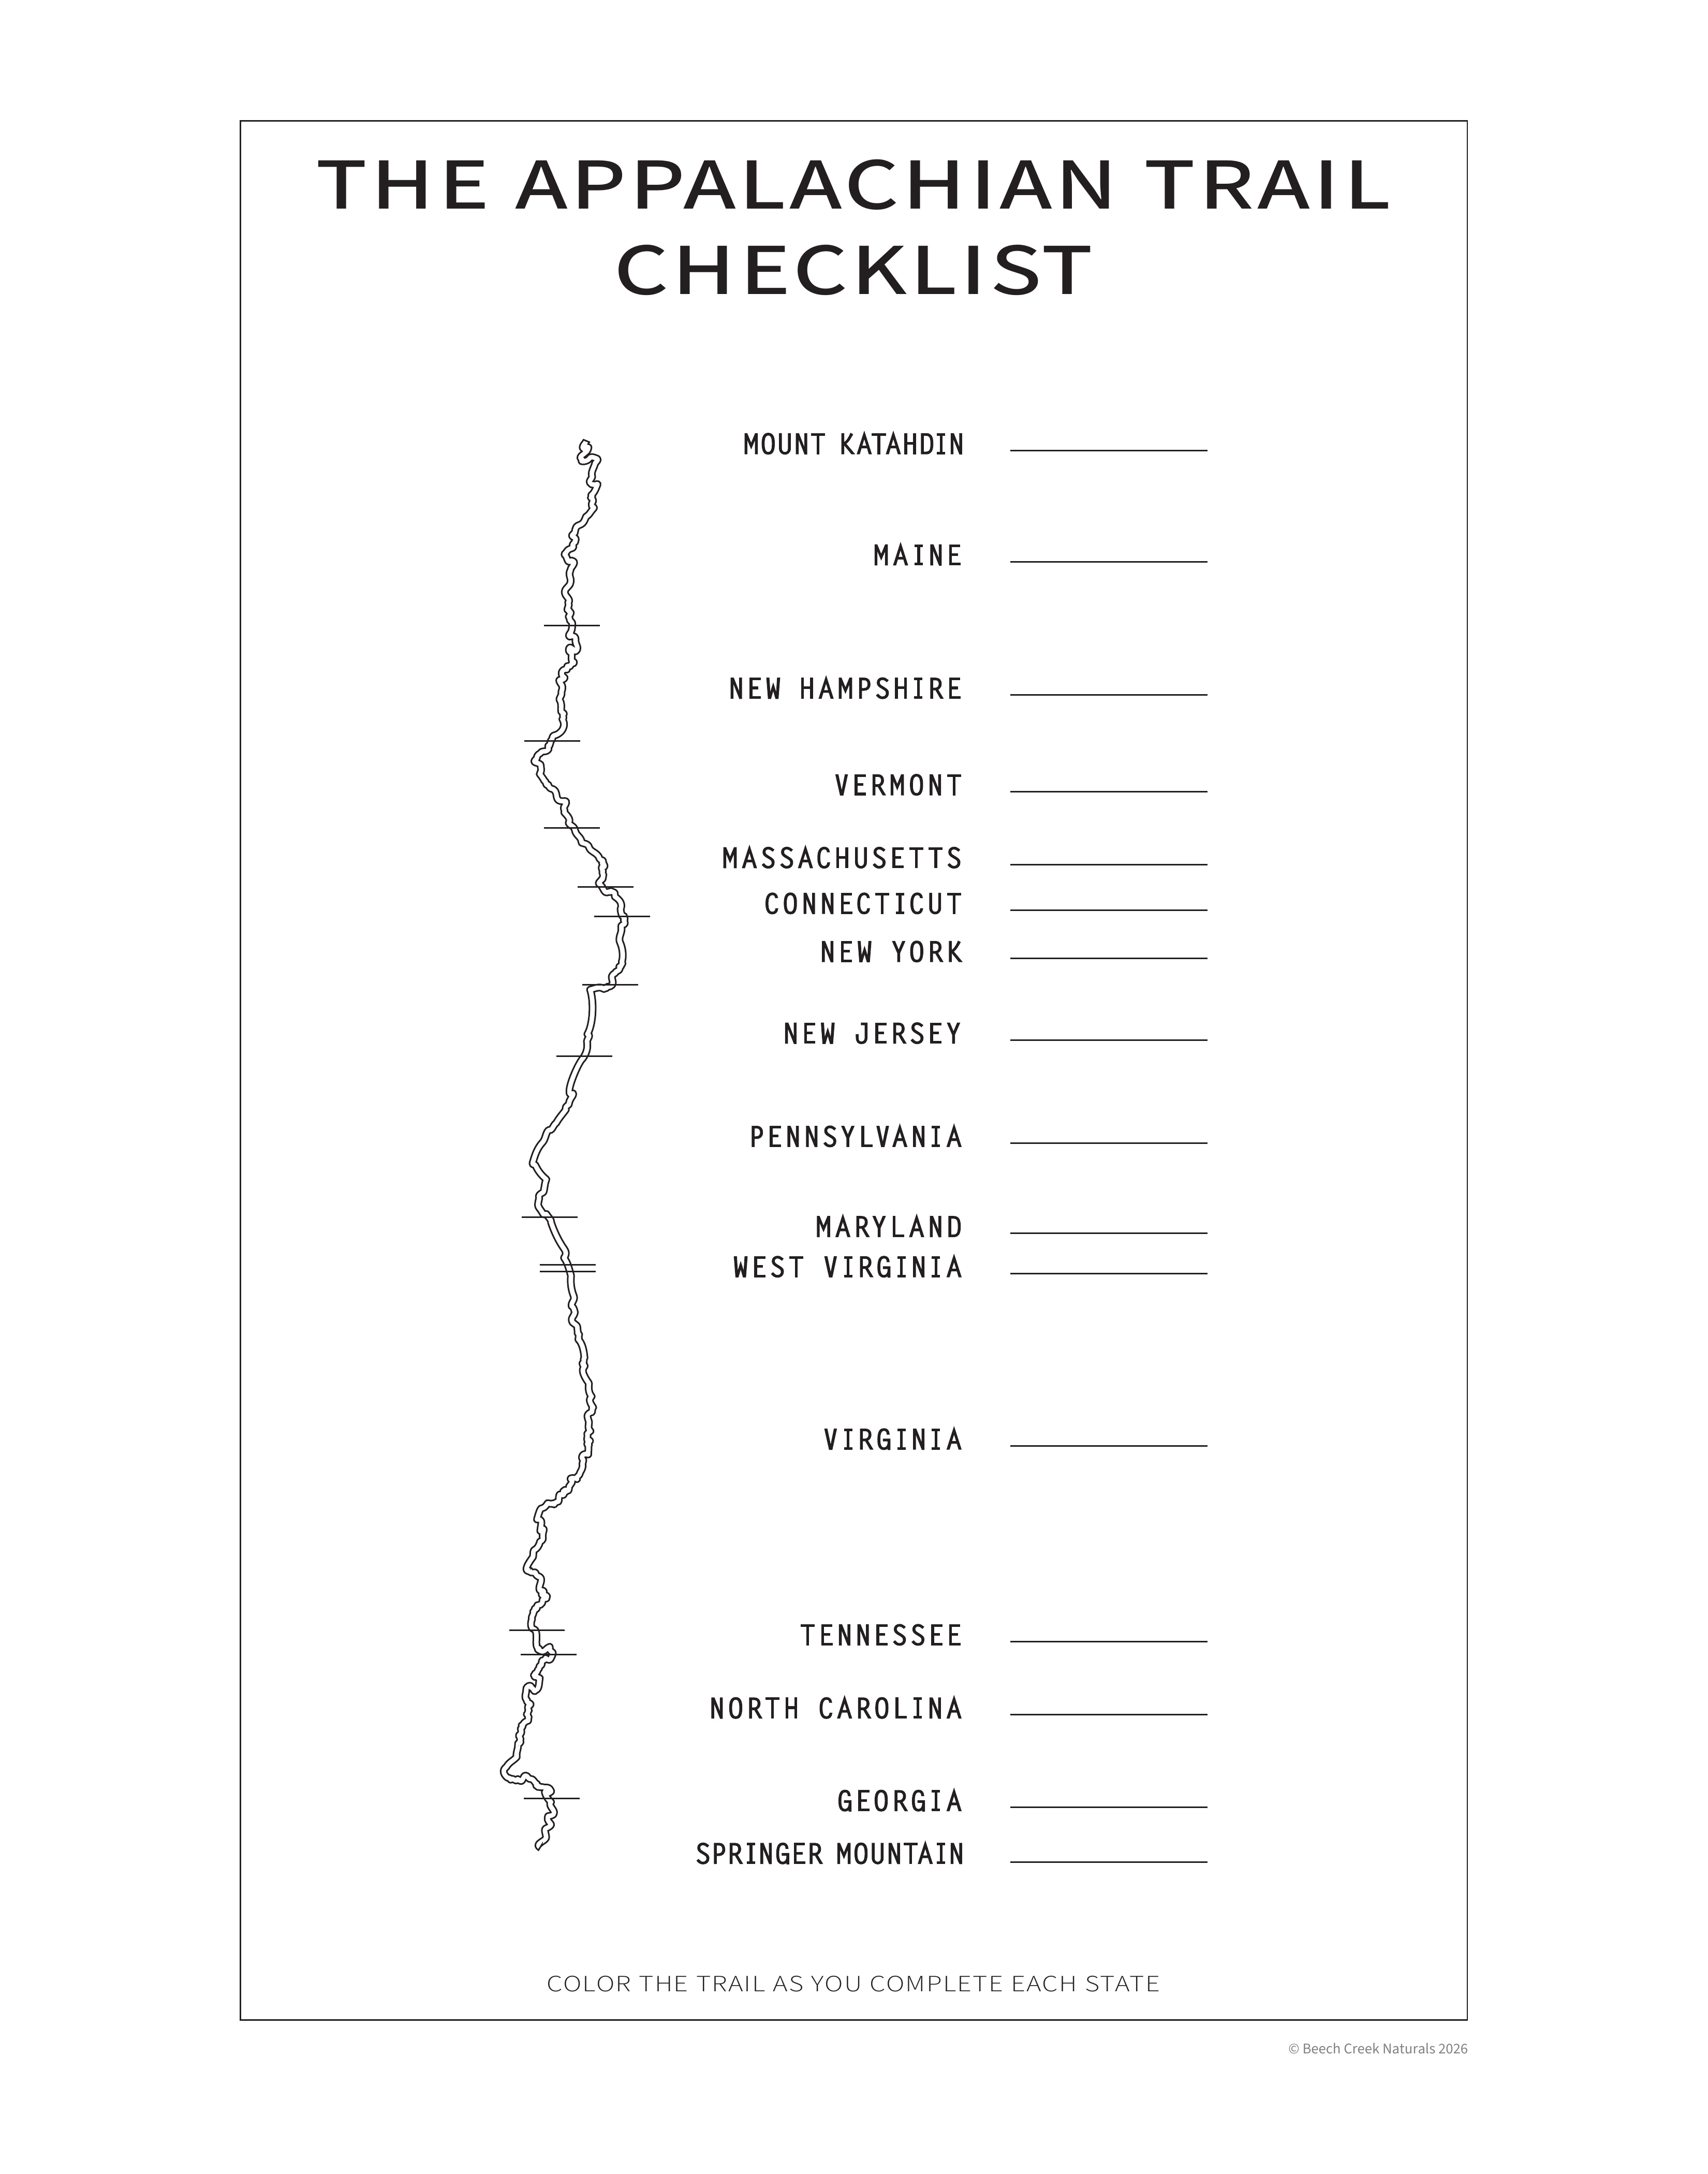 THE APPALACHIAN TRAIL
CHECKLIST
MOUNT KATAHDIN
MAINE
NEW HAMPSHIRE
VERMONT
MASSACHUSETTS
CONNECTICUT
NEW YORK
NEW JERSEY
PENNSYLVANIA
MARYLAND
WEST VIRGINIA
VIRGINIA
TENNESSEE
NORTH CAROLINA
GEORGIA
SPRINGER MOUNTAIN
COLOR THE TRAIL AS YOU COMPLETE EACH STATE
© Beech Creek Naturals 2026